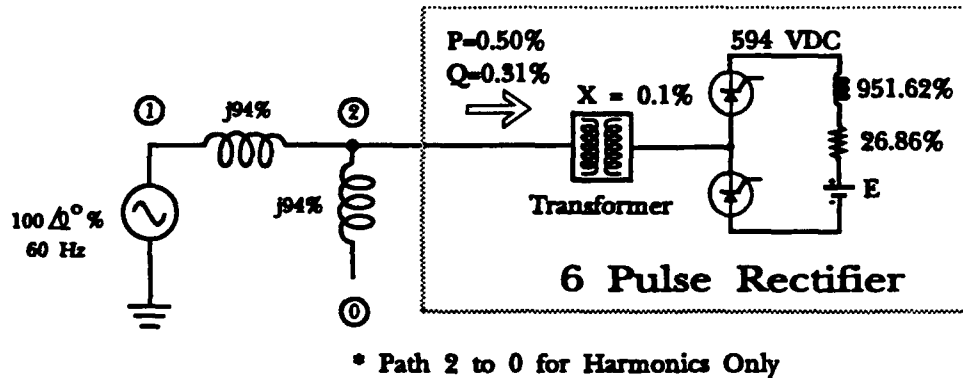 P=0.50%
Q=0.31%
594 VDC
X = 0.1%
951.62%
26.86%
E
Transformer
6 Pulse Rectifier
1
j94%
2
j94%
100 /0° %
60 Hz
0
* Path 2 to 0 for Harmonics Only